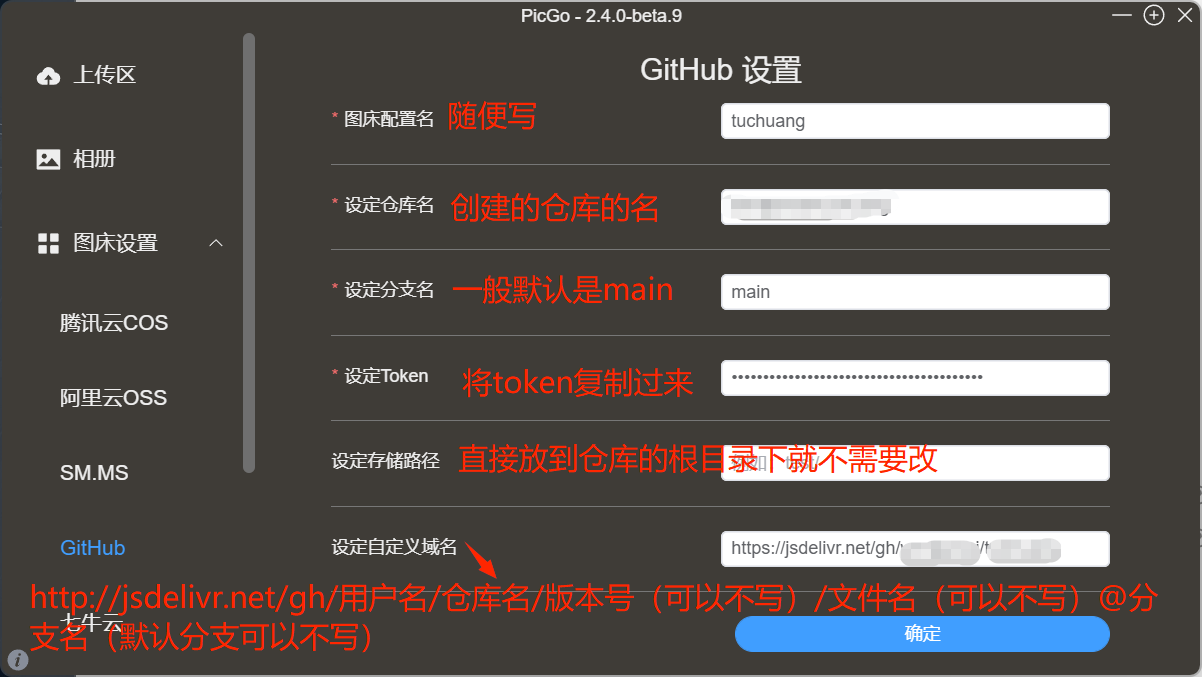 PicGo - 2.4.0-beta.9
上传区
相册
图床设置
腾讯云COS
阿里云OSS
SM.MS
GitHub
七牛云
GitHub 设置
* 图床配置名 随便写 tuchuang
* 设定仓库名 创建的仓库的名
* 设定分支名 一般默认是main main
* 设定Token 将token复制过来 ••••••••••••••••••••••••••••••••••••••••
设定存储路径 直接放到仓库的根目录下就不需要改
设定自定义域名 https://jsdelivr.net/gh/
http://jsdelivr.net/gh/用户名/仓库名/版本号（可以不写）/文件名（可以不写）@分
支名（默认分支可以不写）
确定